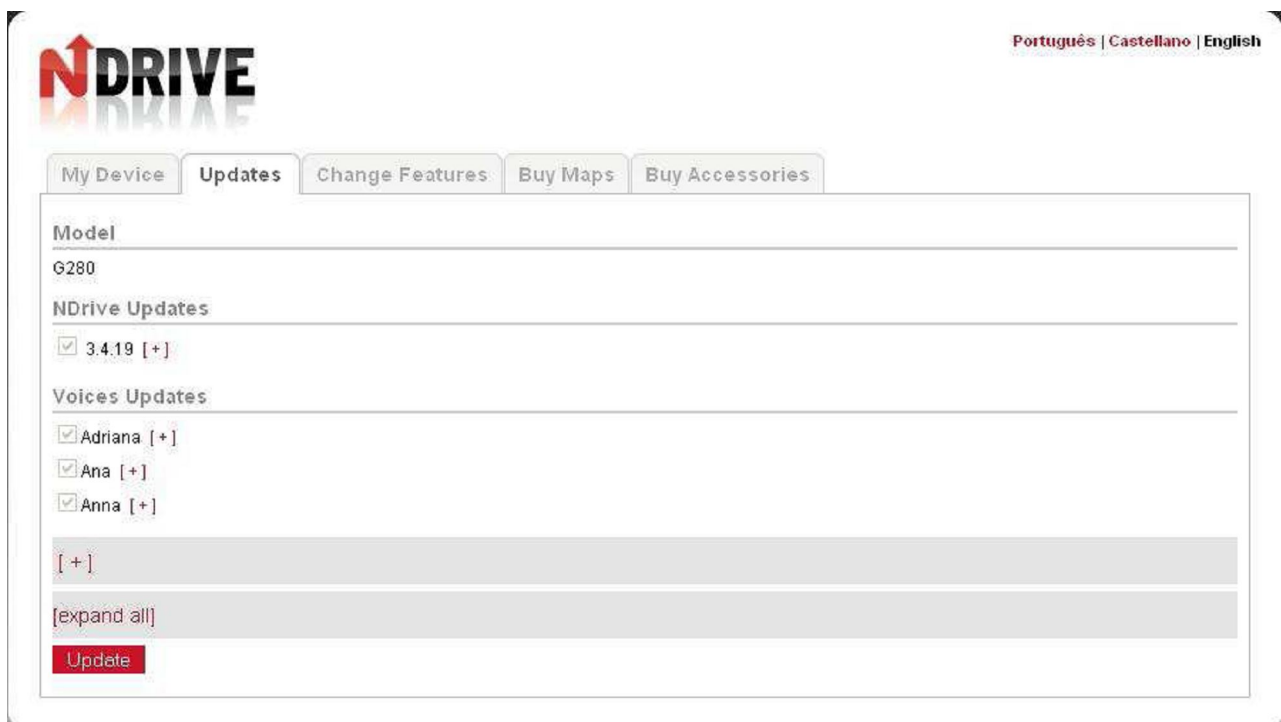 NDRIVE
Português | Castellano | English
My Device Updates Change Features Buy Maps Buy Accessories
Model
G280
NDrive Updates
3.4.19 [+]
Voices Updates
Adriana [+]
Ana [+]
Anna [+]
[ + ]
[expand all]
Update